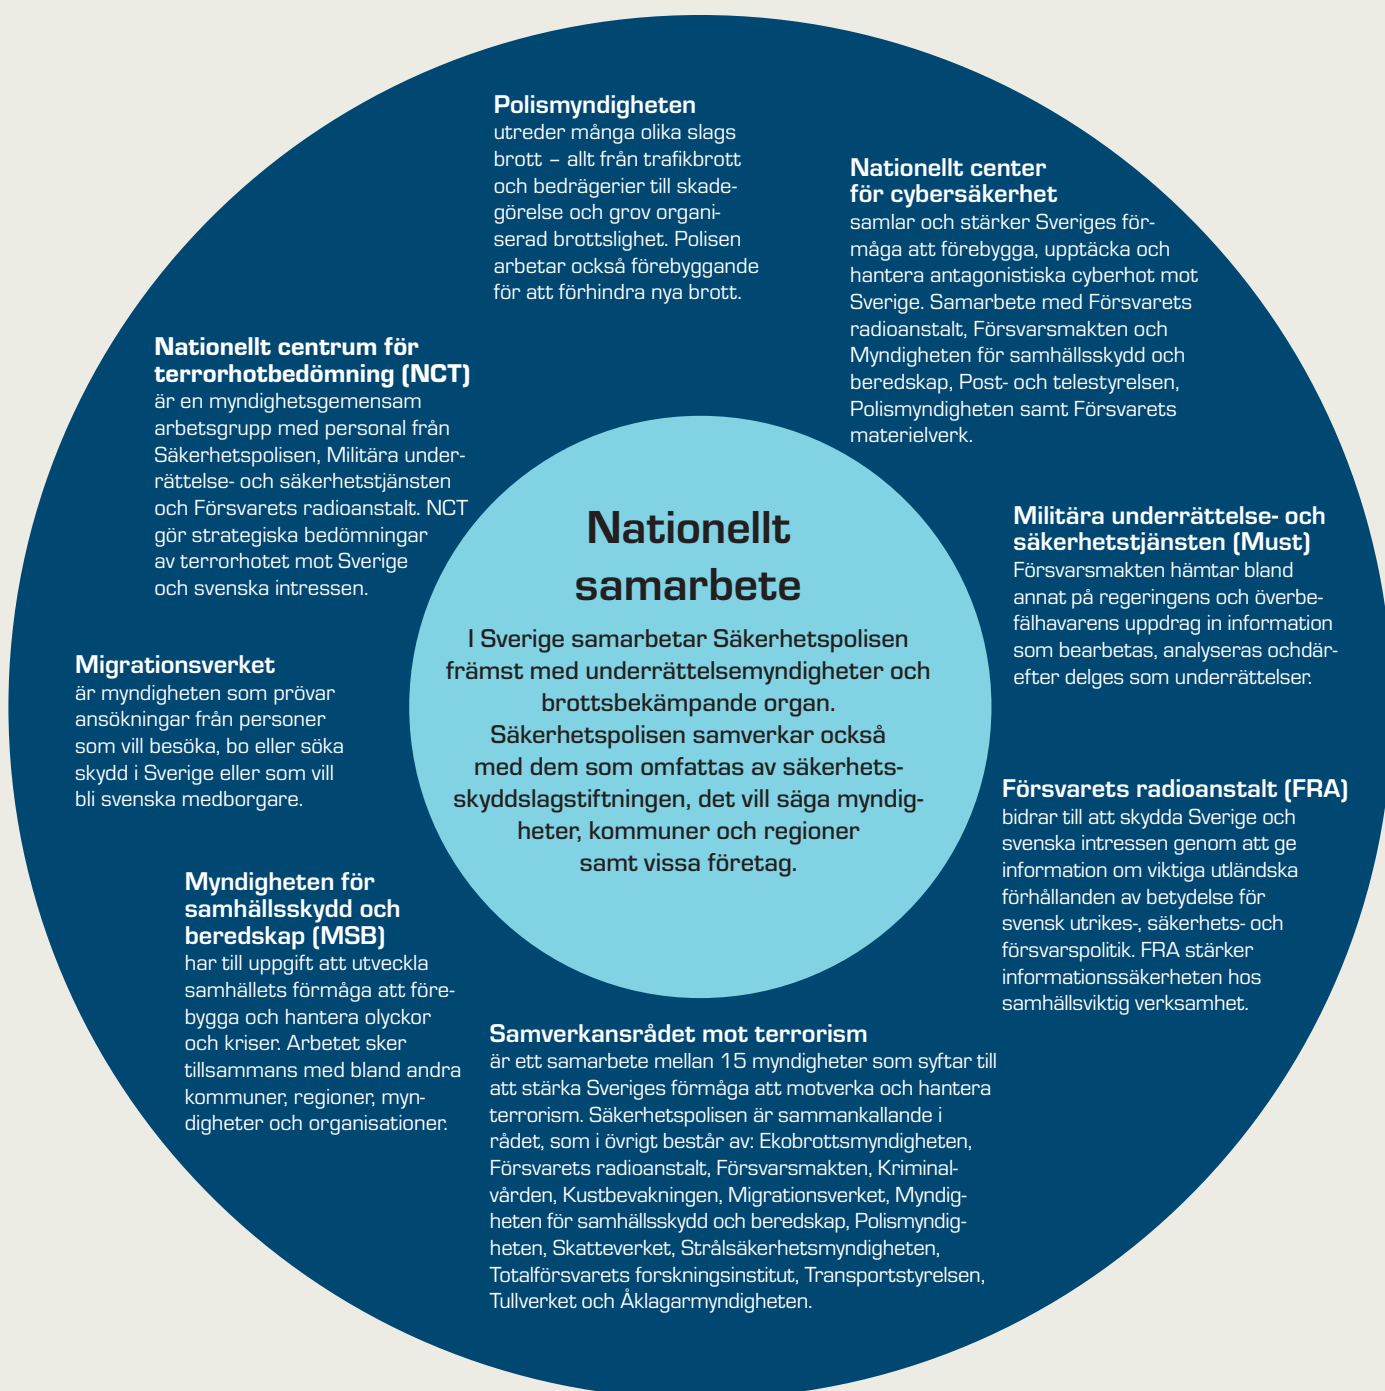 Polismyndigheten
utreder många olika slags
brott – allt från trafikbrott
och bedrägerier till skade-
görelse och grov organi-
serad brottslighet. Polisen
arbetar också förebyggande
för att förhindra nya brott.
Nationellt center
för cybersäkerhet
samlar och stärker Sveriges för-
måga att förebygga, upptäcka och
hantera antagonistiska cyberhot mot
Sverige. Samarbete med Försvarets
radioanstalt, Försvarsmakten och
Myndigheten för samhällsskydd och
beredskap, Post- och telestyrelsen,
Polismyndigheten samt Försvarets
materielverk.
Nationellt centrum för
terrorhotbedömning (NCT)
är en myndighetsgemensam
arbetsgrupp med personal från
Säkerhetspolisen, Militära under-
rättelse- och säkerhetstjänsten
och Försvarets radioanstalt. NCT
gör strategiska bedömningar
av terrorhotet mot Sverige
och svenska intressen.
Nationellt
samarbete
I Sverige samarbetar Säkerhetspolisen
främst med underrättelsemyndigheter och
brottsbekämpande organ.
Säkerhetspolisen samverkar också
med dem som omfattas av säkerhets-
skyddslagstiftningen, det vill säga myndig-
heter, kommuner och regioner
samt vissa företag.
Militära underrättelse- och
säkerhetstjänsten (Must)
Försvarsmakten hämtar bland
annat på regeringens och överbe-
fälhavarens uppdrag in information
som bearbetas, analyseras ochdär-
efter delges som underrättelser.
Migrationsverket
är myndigheten som prövar
ansökningar från personer
som vill besöka, bo eller söka
skydd i Sverige eller som vill
bli svenska medborgare.
Försvarets radioanstalt (FRA)
bidrar till att skydda Sverige och
svenska intressen genom att ge
information om viktiga utländska
förhållanden av betydelse för
svensk utrikes-, säkerhets- och
försvarspolitik. FRA stärker
informationssäkerheten hos
samhällsviktig verksamhet.
Myndigheten för
samhällsskydd och
beredskap (MSB)
har till uppgift att utveckla
samhällets förmåga att före-
bygga och hantera olyckor
och kriser. Arbetet sker
tillsammans med bland andra
kommuner, regioner, myn-
digheter och organisationer.
Samverkansrådet mot terrorism
är ett samarbete mellan 15 myndigheter som syftar till
att stärka Sveriges förmåga att motverka och hantera
terrorism. Säkerhetspolisen är sammankallande i
rådet, som i övrigt består av: Ekobrottsmyndigheten,
Försvarets radioanstalt, Försvarsmakten, Kriminal-
vården, Kustbevakningen, Migrationsverket, Myndig-
heten för samhällsskydd och beredskap, Polismyndig-
heten, Skatteverket, Strålsäkerhetsmyndigheten,
Totalförsvarets forskningsinstitut, Transportstyrelsen,
Tullverket och Åklagarmyndigheten.